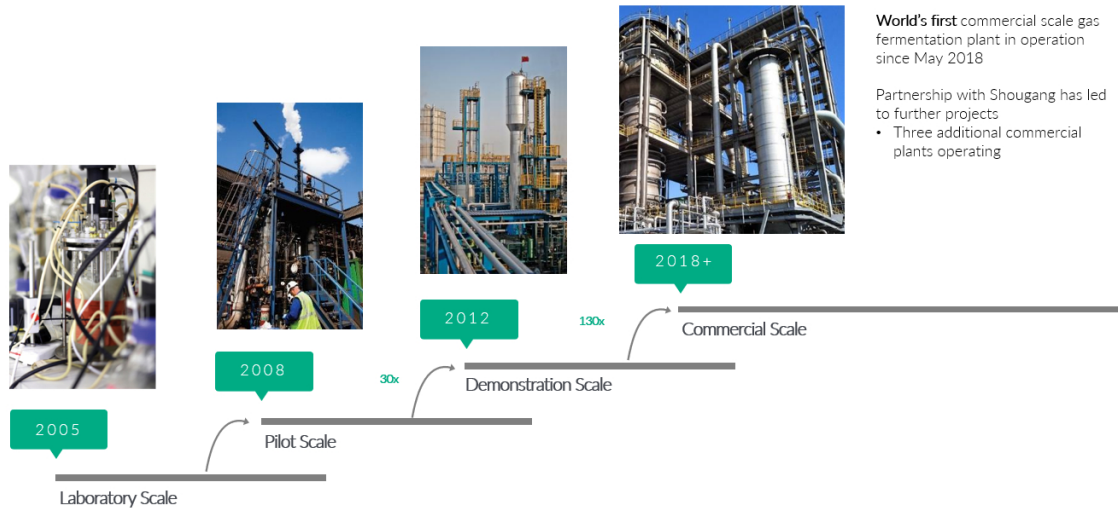 World's first commercial scale gas
fermentation plant in operation
since May 2018
Partnership with Shougang has led
to further projects
• Three additional commercial
plants operating
2018+
Commercial Scale
130x
2012
Demonstration Scale
30x
2008
Pilot Scale
2005
Laboratory Scale